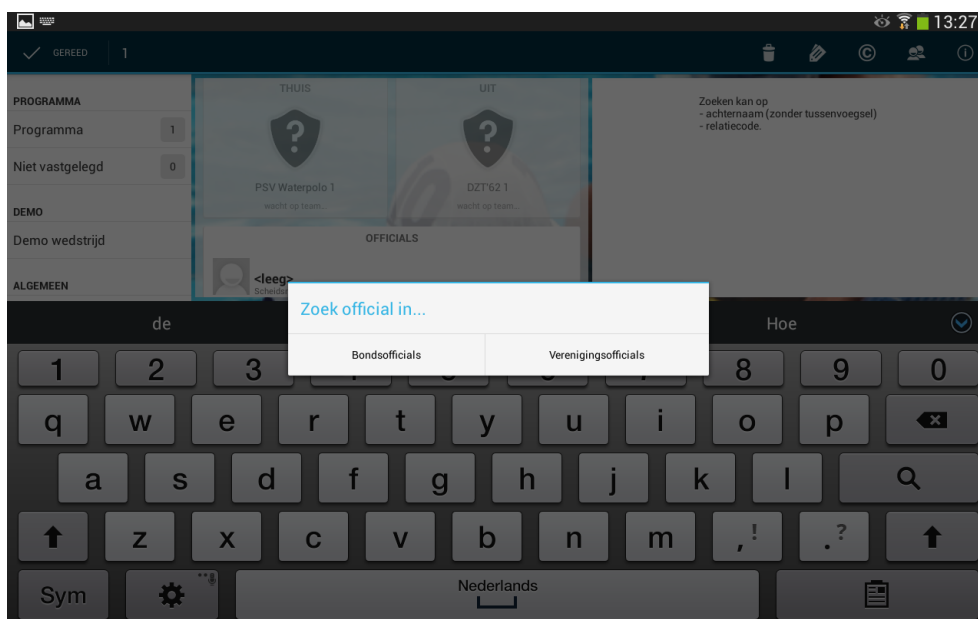 13:27
GEREED
1
PROGRAMMA
Programma 1
Niet vastgelegd 0
DEMO
Demo wedstrijd
ALGEMEEN
THUIS
UIT
PSV Waterpolo 1
DZT'62 1
wacht op team...
wacht op team...
OFFICIALS
<leeg>
Zoeken kan op
- achternaam (zonder tussenvoegsel)
- relatiecode.
Zoek official in...
Bondsofficials
Verenigingsofficials
de
Hoe
1 2 3 8 9 0
q w e r t y u i o p
a s d f g h j k l
z x c v b n m , ! . ?
Sym
Nederlands